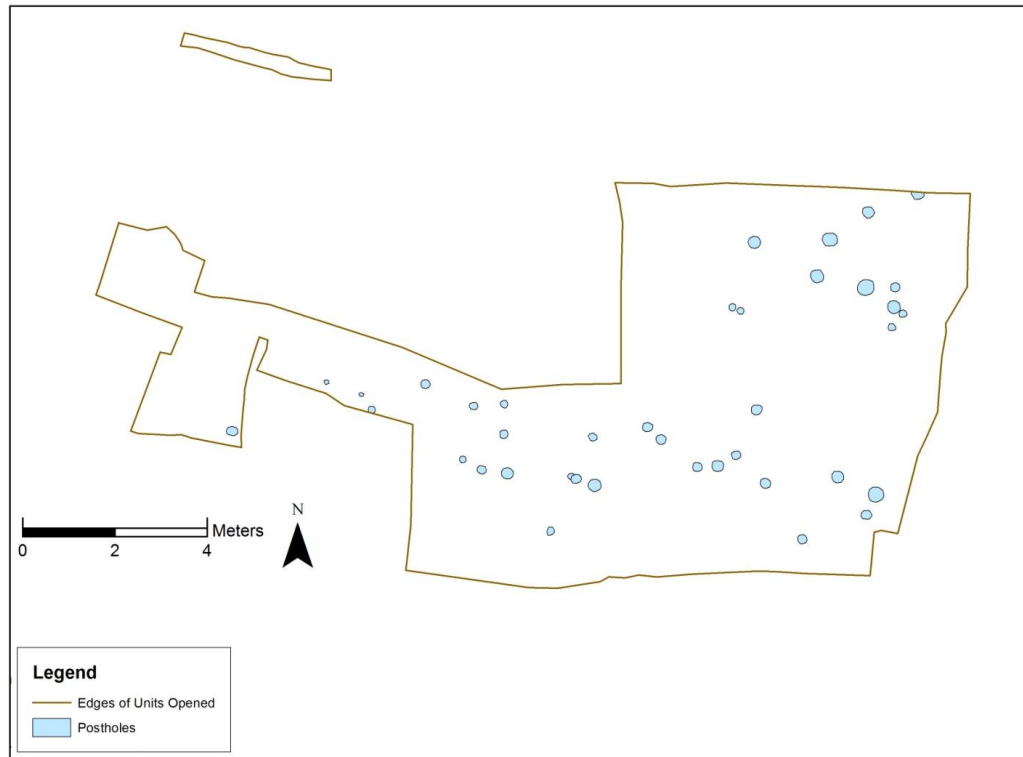 N
Meters
0 2 4
Legend
Edges of Units Opened
Postholes